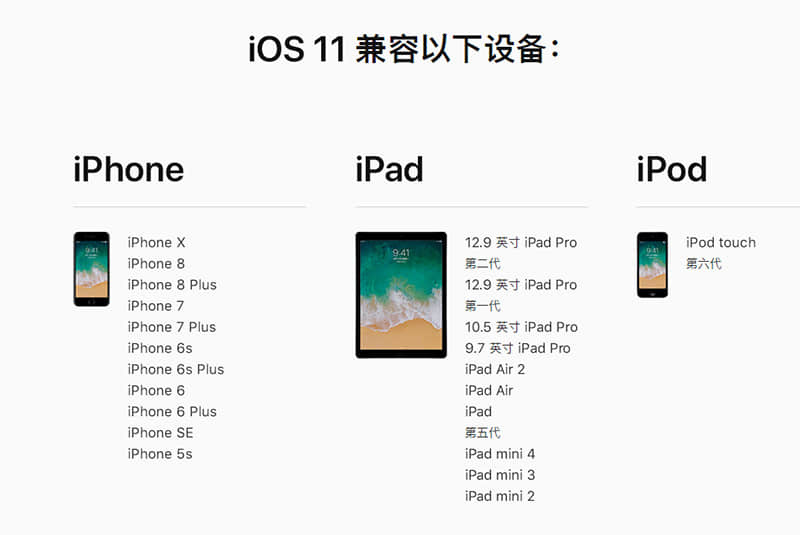 iOS 11 兼容以下设备：
iPhone
iPhone X
iPhone 8
iPhone 8 Plus
iPhone 7
iPhone 7 Plus
iPhone 6s
iPhone 6s Plus
iPhone 6
iPhone 6 Plus
iPhone SE
iPhone 5s
iPad
9:41
12.9 英寸 iPad Pro
第二代
12.9 英寸 iPad Pro
第一代
10.5 英寸 iPad Pro
9.7 英寸 iPad Pro
iPad Air 2
iPad Air
iPad
第五代
iPad mini 4
iPad mini 3
iPad mini 2
iPod
iPod touch
第六代